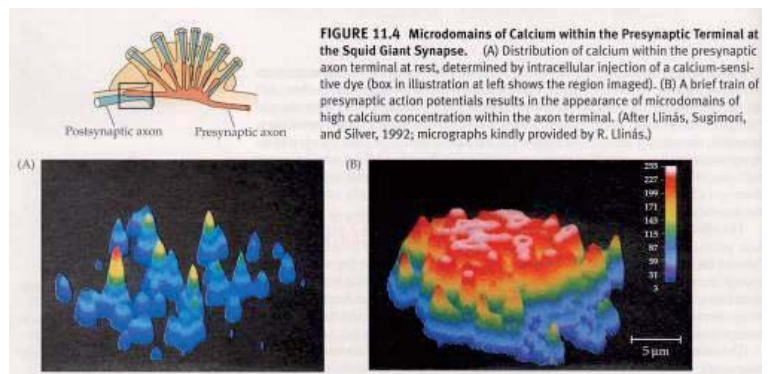 FIGURE 11.4 Microdomains of Calcium within the Presynaptic Terminal at
the Squid Giant Synapse. (A) Distribution of calcium within the presynaptic
axon terminal at rest, determined by intracellular injection of a calcium-sensi-
tive dye (box in illustration at left shows the region imaged). (B) A brief train of
presynaptic action potentials results in the appearance of microdomains of
high calcium concentration within the axon terminal. (After Llinás, Sugimori,
and Silver, 1992; micrographs kindly provided by R. Llinás.)
Postsynaptic axon
Presynaptic axon
(A)
(B)
255
227
199
171
143
115
87
59
31
3
5 µm